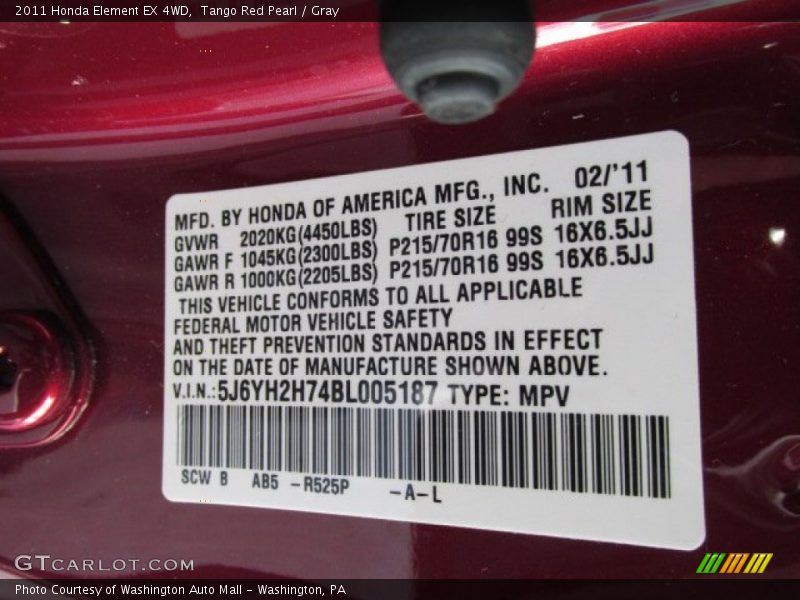 2011 Honda Element EX 4WD,  Tango Red Pearl / Gray
MFD. BY HONDA OF AMERICA MFG., INC. 02/'11
GVWR 2020KG(4450LBS) TIRE SIZE RIM SIZE
GAWR F 1045KG(2300LBS) P215/70R16 99S 16X6.5JJ
GAWR R 1000KG(2205LBS) P215/70R16 99S 16X6.5JJ
THIS VEHICLE CONFORMS TO ALL APPLICABLE
FEDERAL MOTOR VEHICLE SAFETY
AND THEFT PREVENTION STANDARDS IN EFFECT
ON THE DATE OF MANUFACTURE SHOWN ABOVE.
V.I.N.:5J6YH2H74BL005187 TYPE: MPV
SCW B AB5 -R525P -A-L
GTCARLOT.COM
Photo Courtesy of Washington Auto Mall - Washington, PA